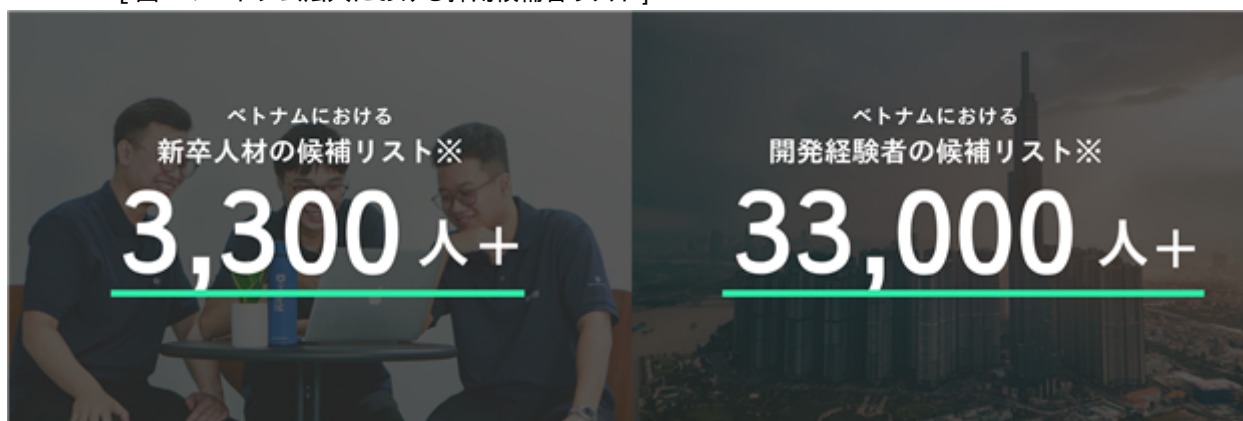 ベトナムにおける
新卒人材の候補リスト※
3,300人+
ベトナムにおける
開発経験者の候補リスト※
33,000人+